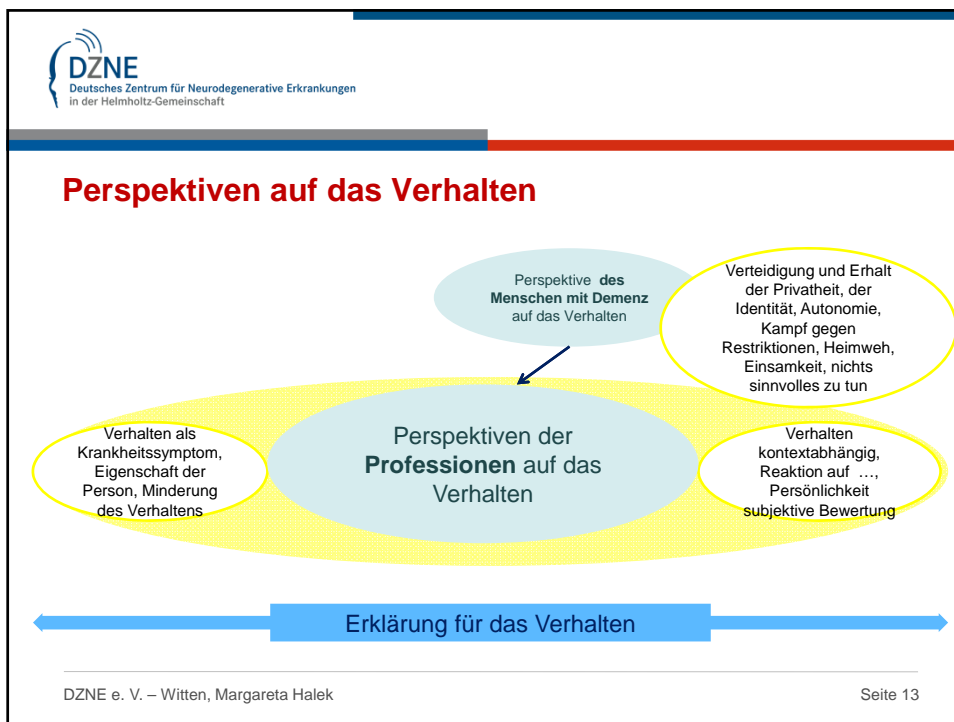 DZNE
Deutsches Zentrum für Neurodegenerative Erkrankungen
in der Helmholtz-Gemeinschaft
Perspektiven auf das Verhalten
Perspektive des
Menschen mit Demenz
auf das Verhalten
Verteidigung und Erhalt
der Privatheit, der
Identität, Autonomie,
Kampf gegen
Restriktionen, Heimweh,
Einsamkeit, nichts
sinnvolles zu tun
Verhalten als
Krankheitssymptom,
Eigenschaft der
Person, Minderung
des Verhaltens
Perspektiven der
Professionen auf das
Verhalten
Verhalten
kontextabhängig,
Reaktion auf …,
Persönlichkeit
subjektive Bewertung
Erklärung für das Verhalten
DZNE e. V. – Witten, Margareta Halek
Seite 13